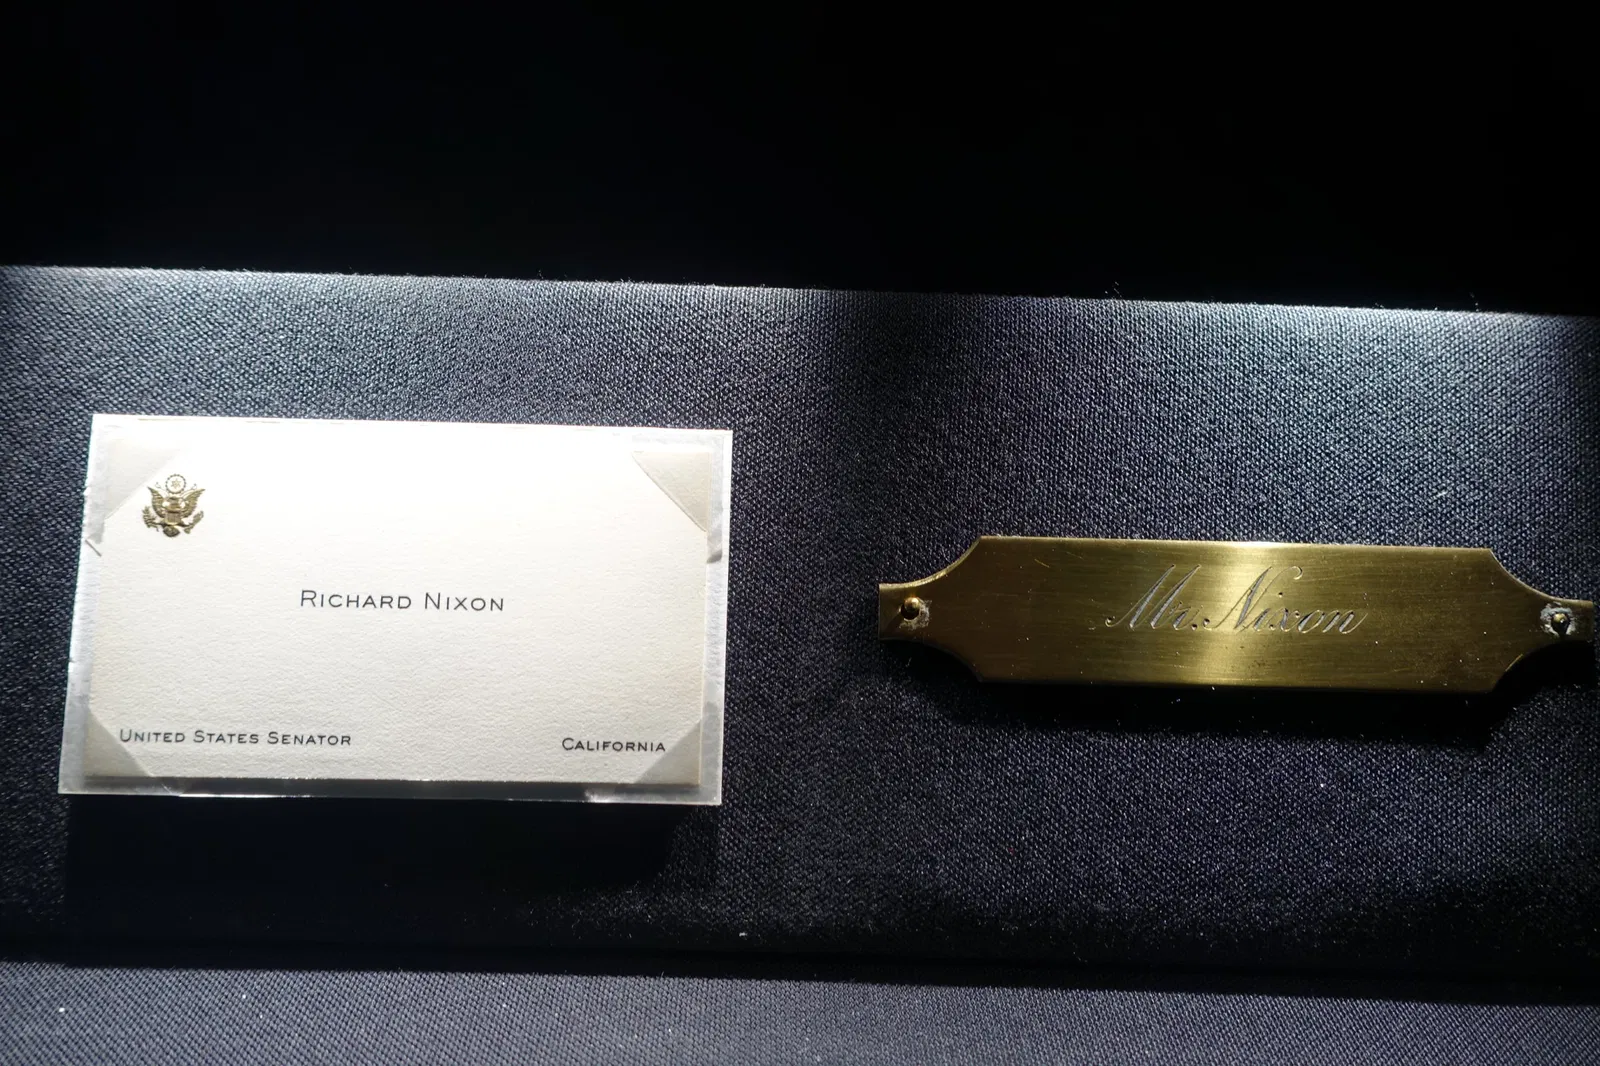 RICHARD NIXON
UNITED STATES SENATOR
CALIFORNIA
Mr. Nixon